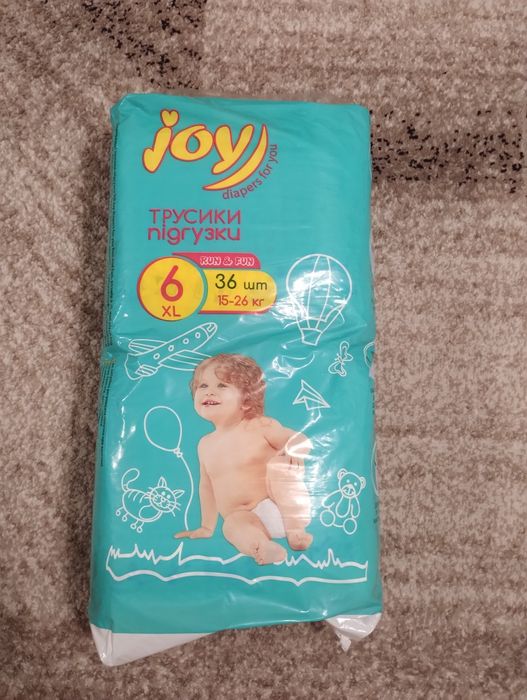 joy
diapers for you
ТРУСИКИ
підгузки
RUN & FUN
6
XL
36 шт
15-26 кг